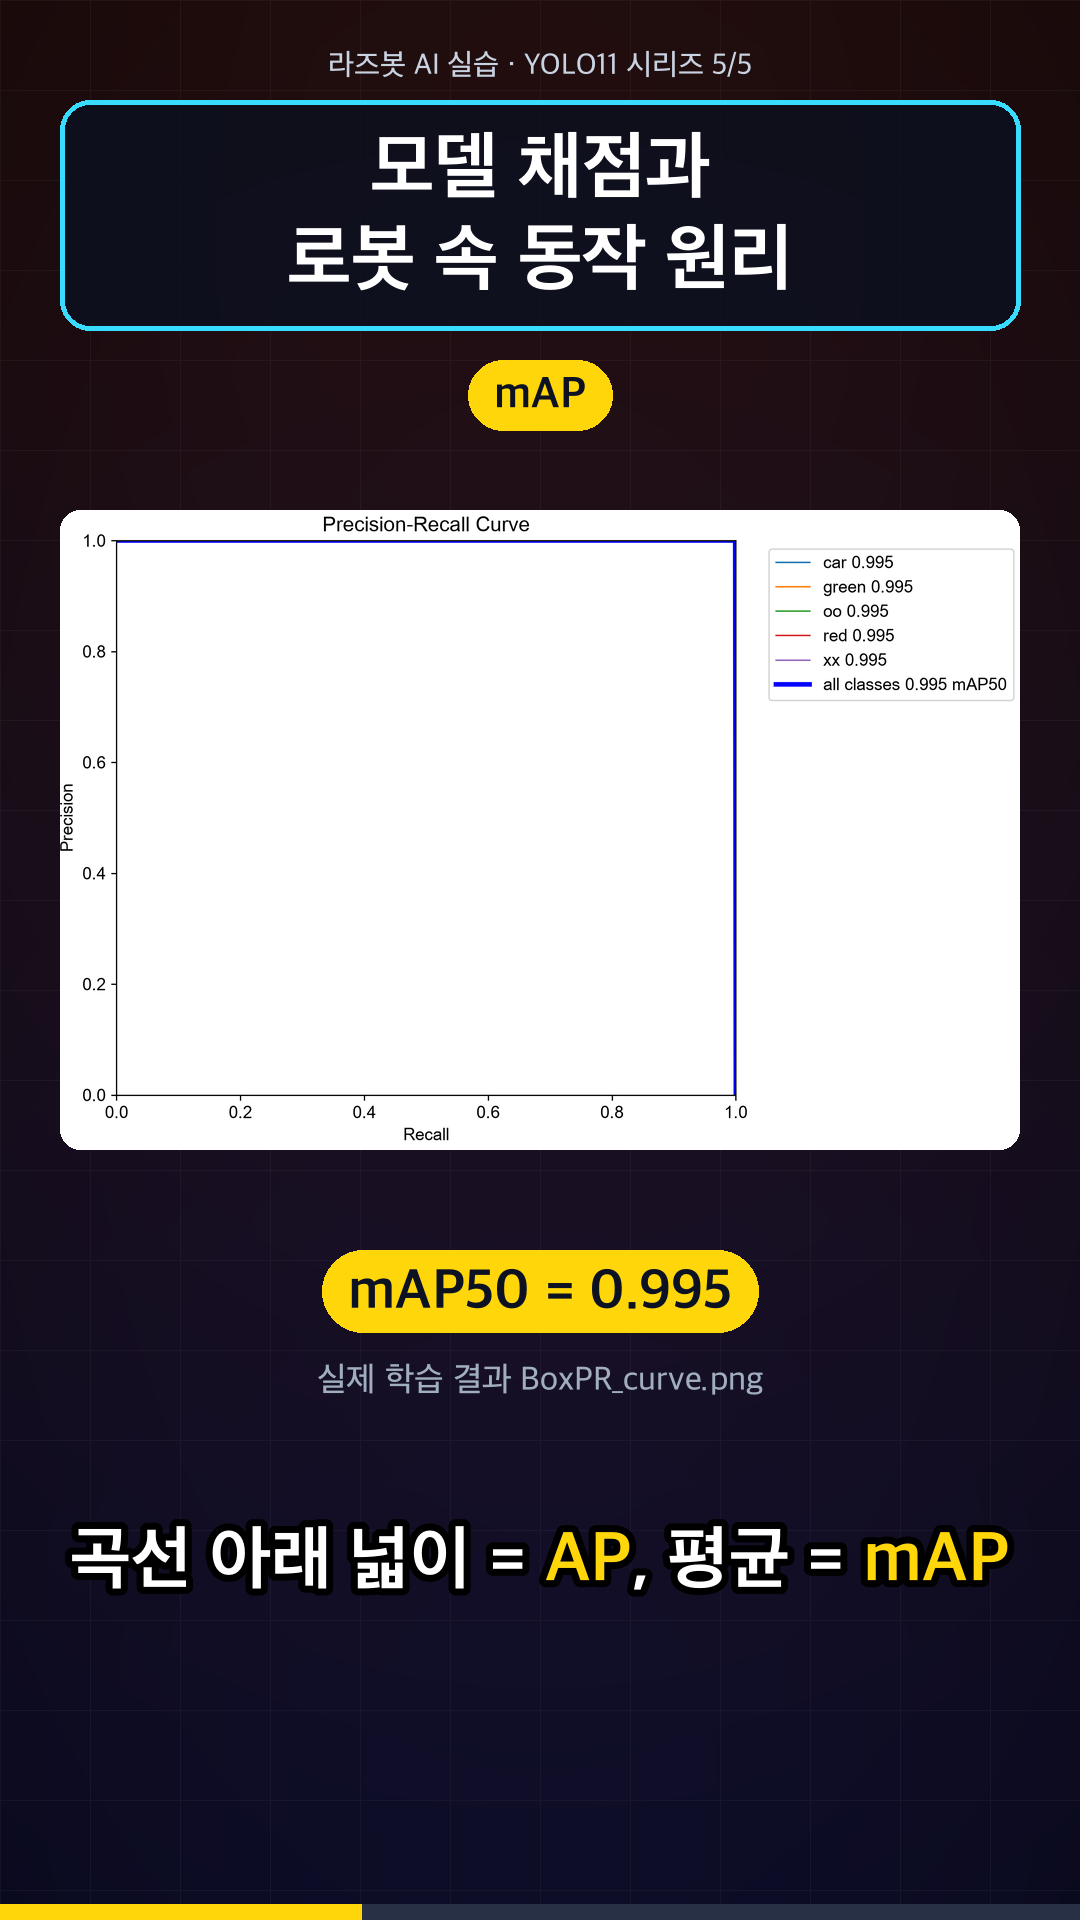 라즈봇 AI 실습 · YOLO11 시리즈 5/5
모델 채점과
로봇 속 동작 원리
mAP
Precision-Recall Curve
1.0
0.8
0.6
0.4
0.2
0.0
Precision
0.0 0.2 0.4 0.6 0.8 1.0
Recall
car 0.995
green 0.995
oo 0.995
red 0.995
xx 0.995
all classes 0.995 mAP50
mAP50 = 0.995
실제 학습 결과 BoxPR_curve.png
곡선 아래 넓이 = AP, 평균 = mAP